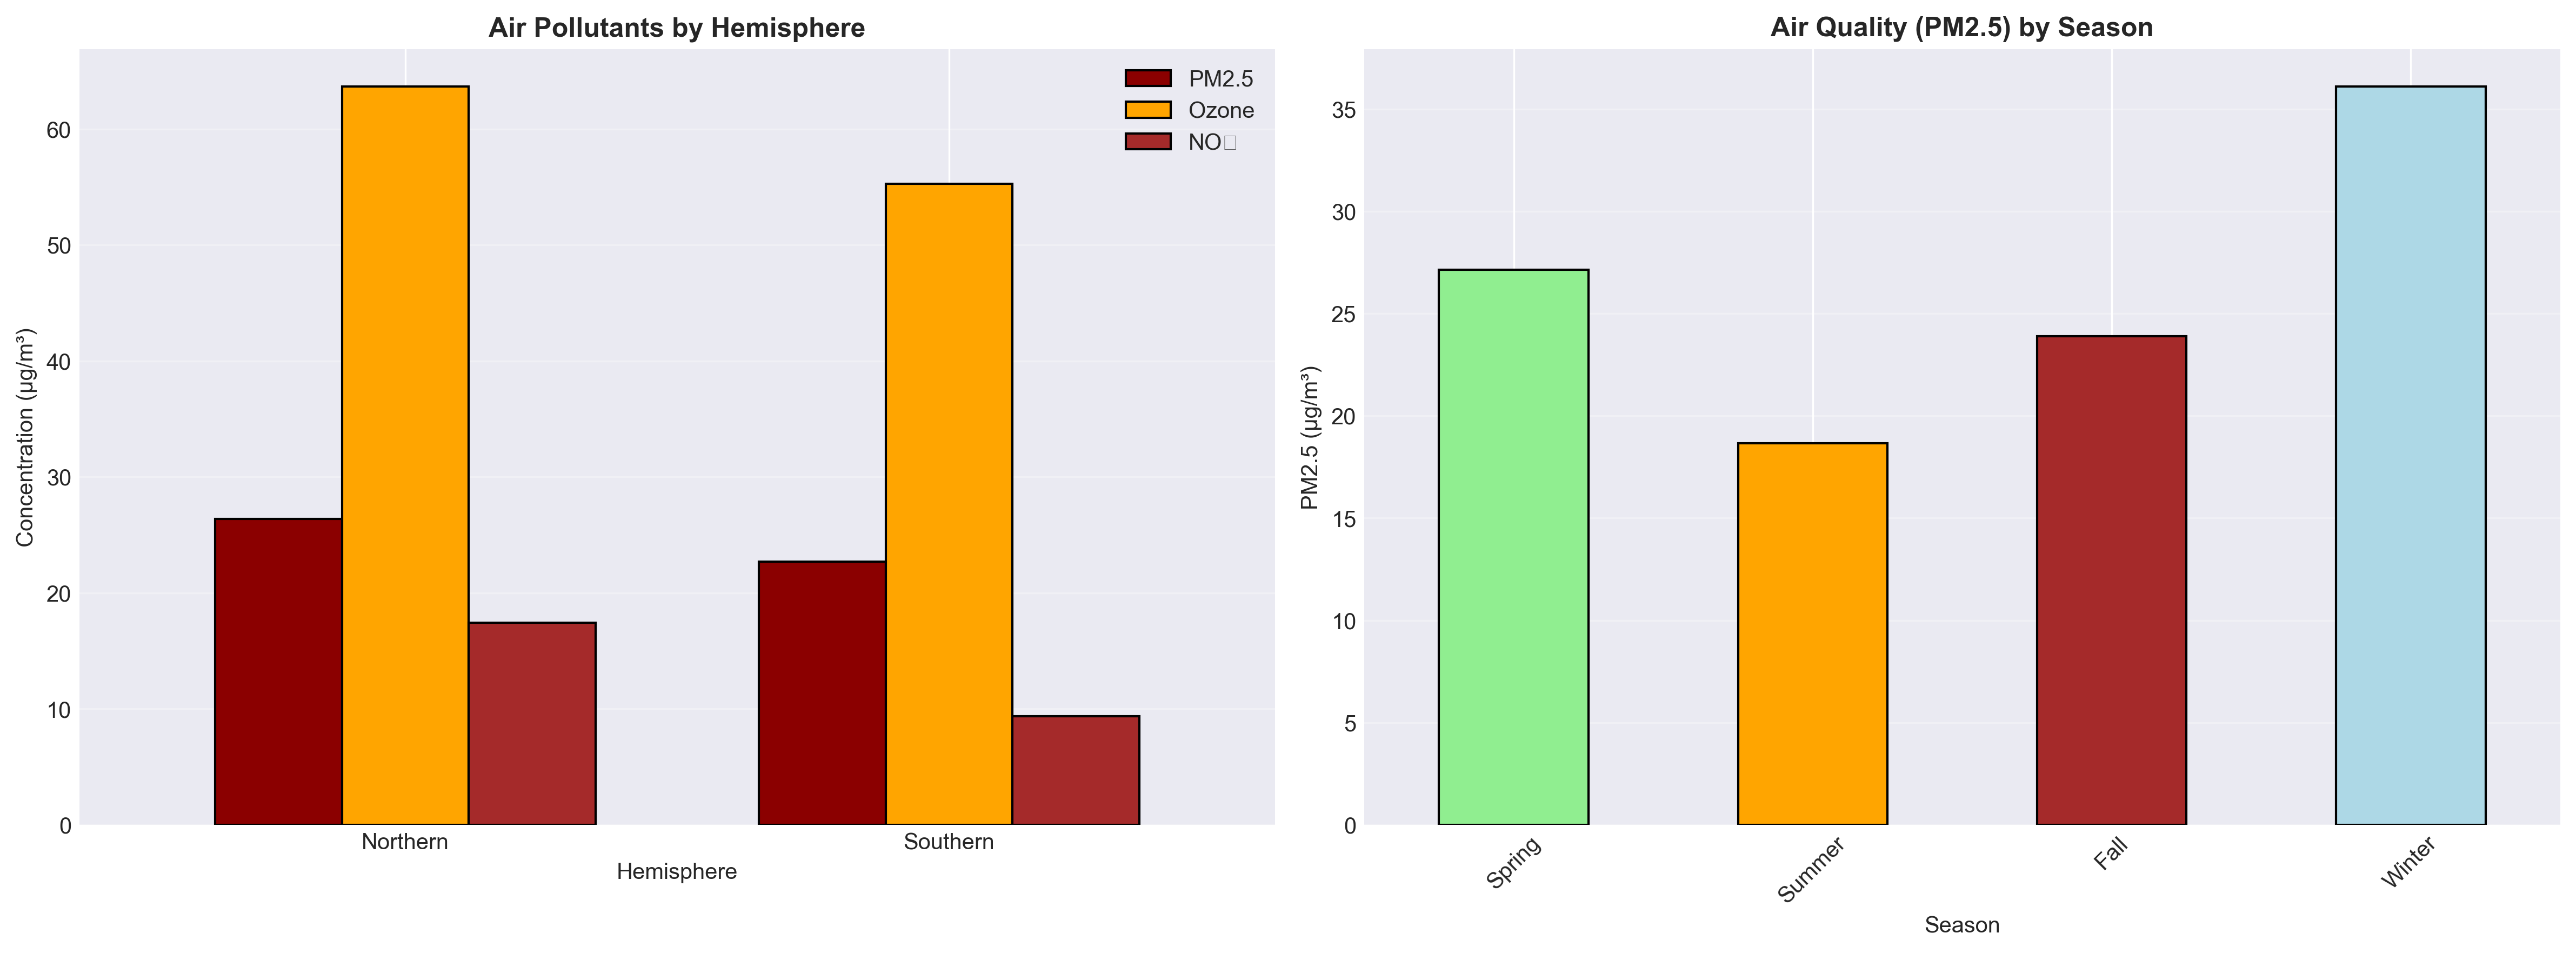 Air Pollutants by Hemisphere
PM2.5
Ozone
NO□
60
50
40
30
20
10
0
Concentration (µg/m³)
Northern
Southern
Hemisphere
Air Quality (PM2.5) by Season
35
30
25
20
15
10
5
0
PM2.5 (µg/m³)
Spring
Summer
Fall
Winter
Season